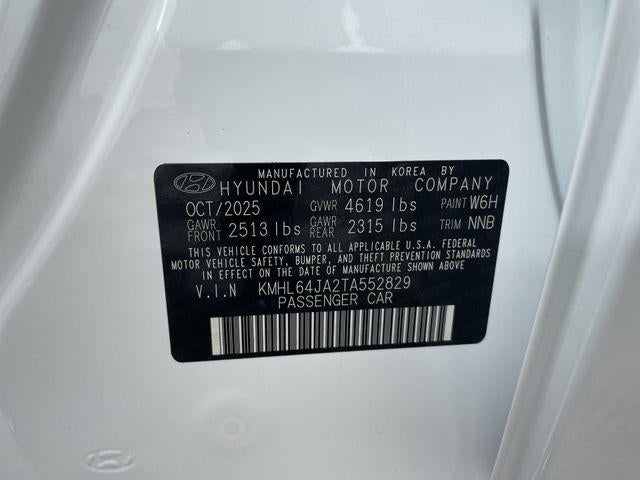 MANUFACTURED IN KOREA BY
HYUNDAI MOTOR COMPANY
OCT/2025 GVWR 4619 lbs PAINT W6H
GAWR FRONT 2513 lbs GAWR REAR 2315 lbs TRIM NNB
THIS VEHICLE CONFORMS TO ALL APPLICABLE U.S.A. FEDERAL
MOTOR VEHICLE SAFETY, BUMPER, AND THEFT PREVENTION STANDARDS
IN EFFECT ON THE DATE OF MANUFACTURE SHOWN ABOVE.
V.I.N KMHL64JA2TA552829
PASSENGER CAR